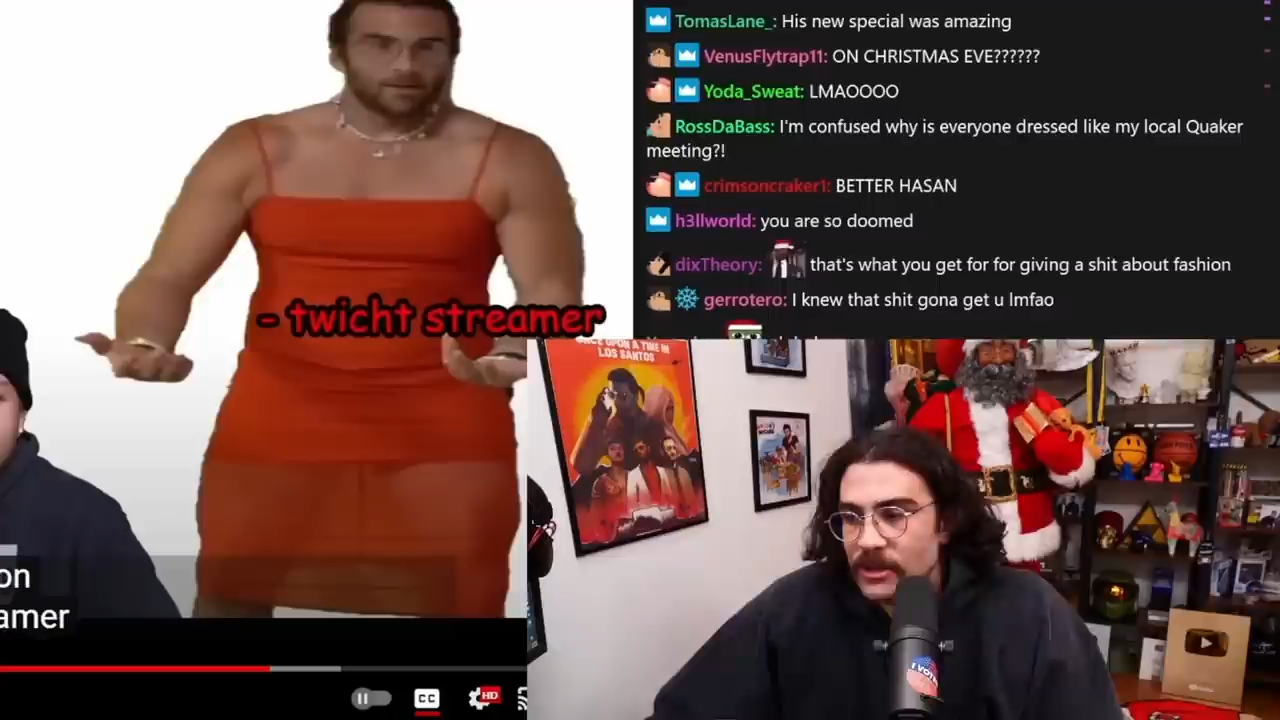 TomasLane_: His new special was amazing
VenusFlytrap11: ON CHRISTMAS EVE??????
Yoda_Sweat: LMAOOOO
RossDaBass: I'm confused why is everyone dressed like my local Quaker
meeting?!
crimsoncraker1: BETTER HASAN
h3llworld: you are so doomed
dixTheory: that's what you get for for giving a shit about fashion
gerrotero: I knew that shit gona get u lmfao
- twicht streamer
ONCE UPON A TIME IN
LOS SANTOS
on
amer
CC
HD
I VOTED